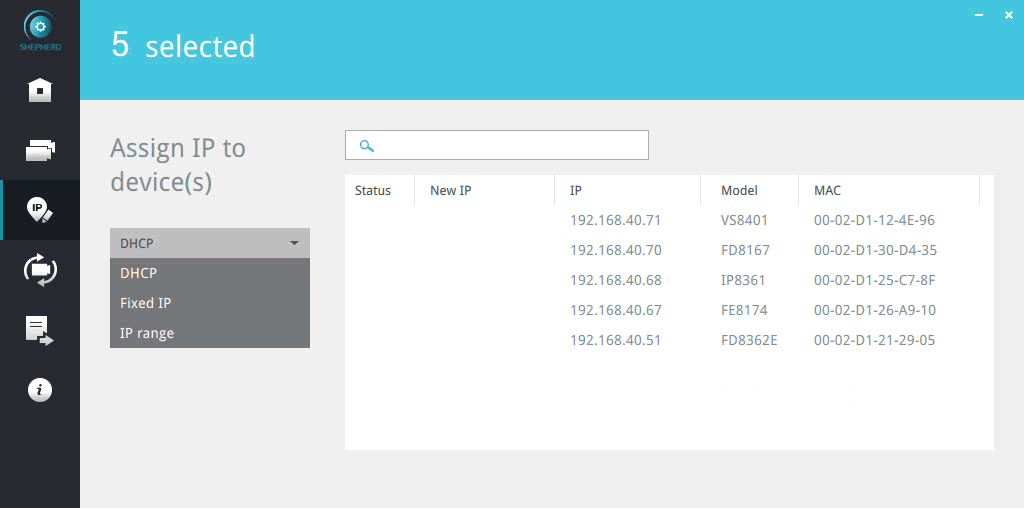 SHEPHERD
5 selected
Assign IP to
device(s)
DHCP
DHCP
Fixed IP
IP range
IP
i
Status New IP IP Model MAC
192.168.40.71 VS8401 00-02-D1-12-4E-96
192.168.40.70 FD8167 00-02-D1-30-D4-35
192.168.40.68 IP8361 00-02-D1-25-C7-8F
192.168.40.67 FE8174 00-02-D1-26-A9-10
192.168.40.51 FD8362E 00-02-D1-21-29-05